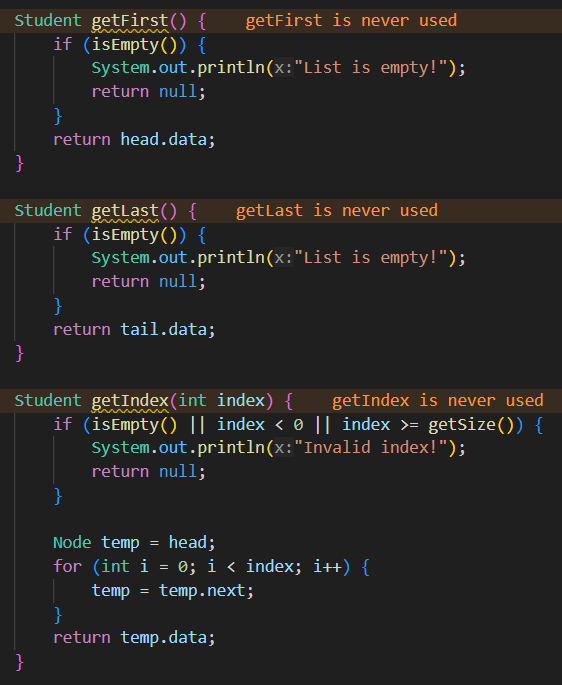 Student getFirst() {    getFirst is never used
    if (isEmpty()) {
        System.out.println(x:"List is empty!");
        return null;
    }
    return head.data;
}

Student getLast() {    getLast is never used
    if (isEmpty()) {
        System.out.println(x:"List is empty!");
        return null;
    }
    return tail.data;
}

Student getIndex(int index) {    getIndex is never used
    if (isEmpty() || index < 0 || index >= getSize()) {
        System.out.println(x:"Invalid index!");
        return null;
    }

    Node temp = head;
    for (int i = 0; i < index; i++) {
        temp = temp.next;
    }
    return temp.data;
}